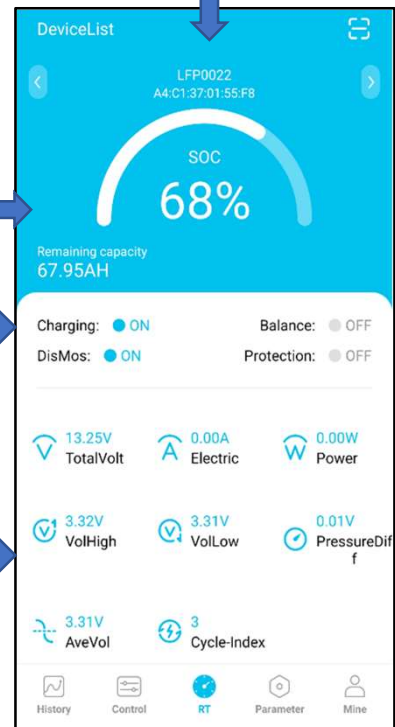 DeviceList
LFP0022
A4:C1:37:01:55:F8
SOC
68%
Remaining capacity
67.95AH
Charging: ON Balance: OFF
DisMos: ON Protection: OFF
13.25V 0.00A 0.00W
V TotalVolt A Electric W Power
3.32V 3.31V 0.01V
VolHigh VolLow PressureDif
f
3.31V 3
AveVol Cycle-Index
History Control RT Parameter Mine